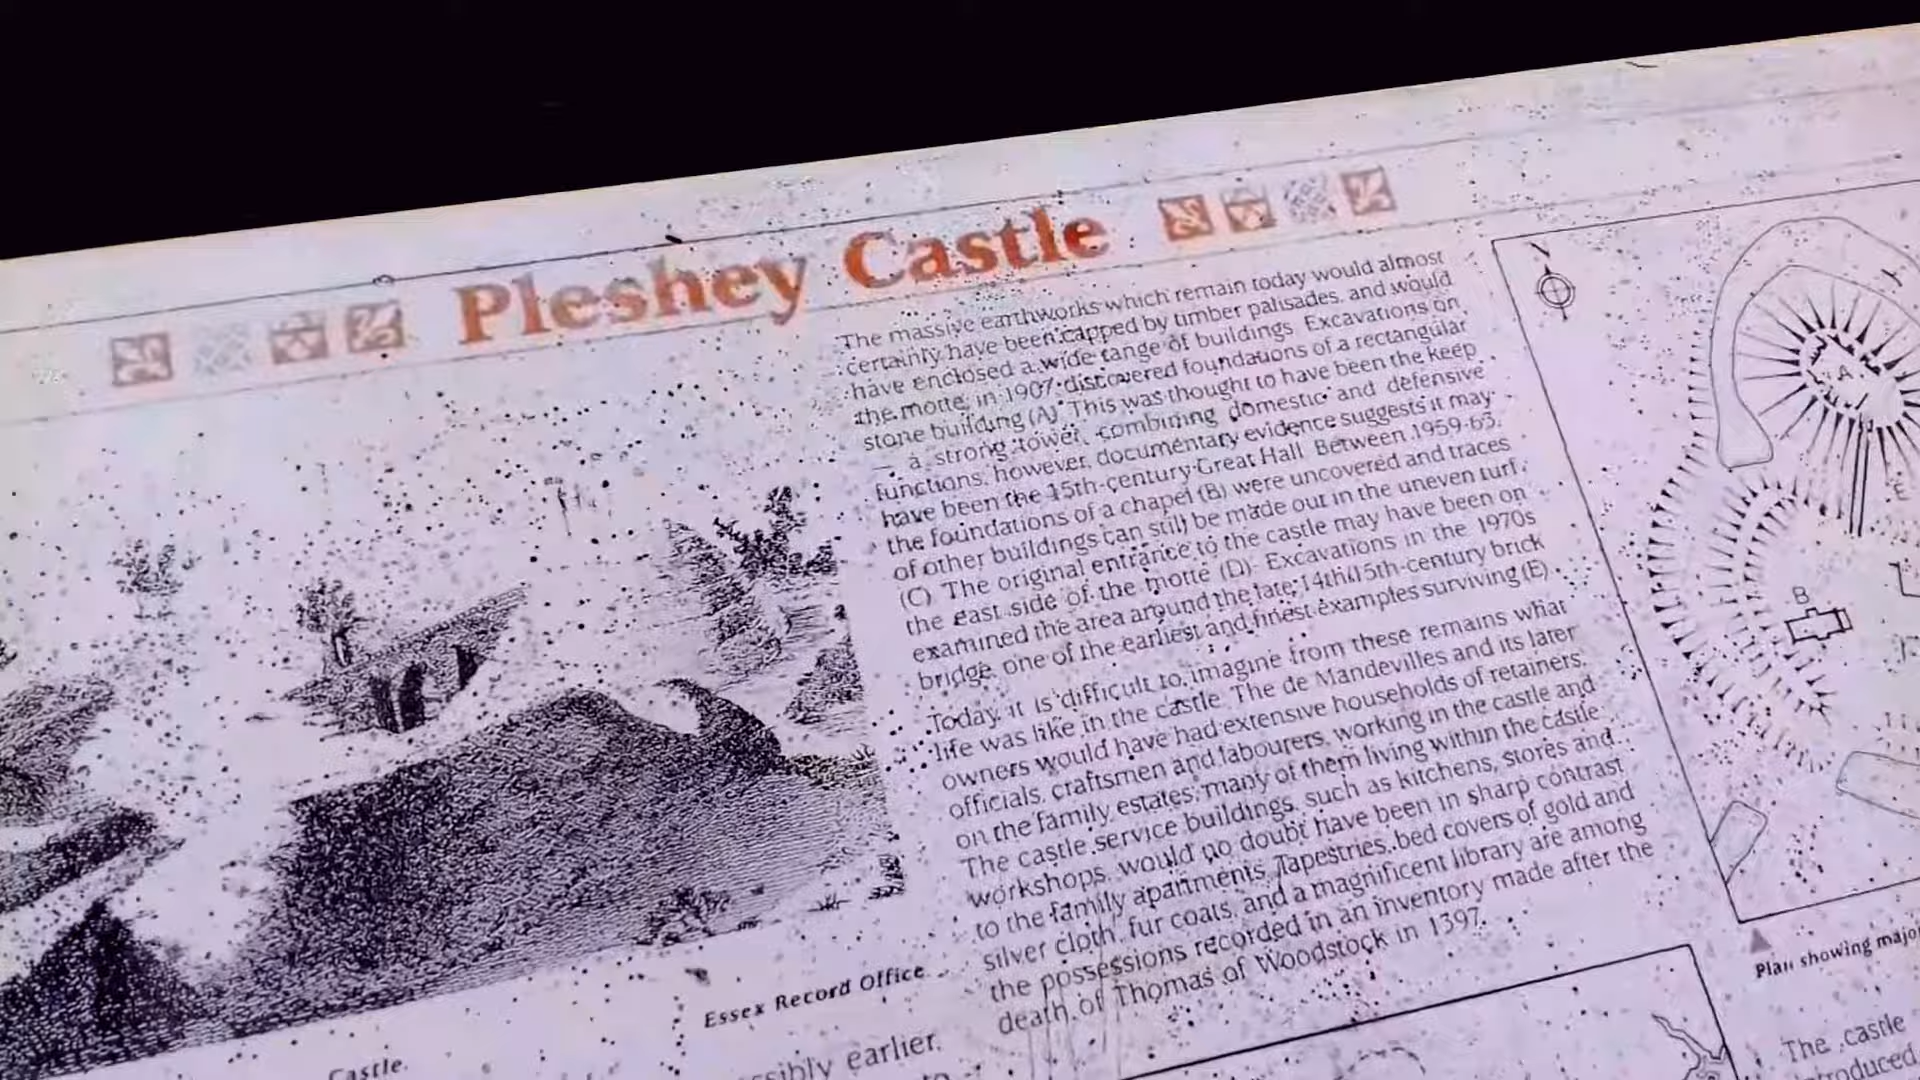 Pleshey Castle
The massive earthworks which remain today would almost
certainly have been capped by timber palisades, and would
have enclosed a wide range of buildings. Excavations on
the motte, in 1907, discovered foundations of a rectangular
stone building (A). This was thought to have been the keep
— a strong tower, combining domestic and defensive
functions; however, documentary evidence suggests it may
have been the 15th-century Great Hall. Between 1959-63,
the foundations of a chapel (B) were uncovered and traces
of other buildings can still be made out in the uneven turf
(C). The original entrance to the castle may have been on
the east side of the motte (D). Excavations in the 1970s
examined the area around the late 14th/15th-century brick
bridge, one of the earliest and finest examples surviving (E).
Today, it is difficult to imagine from these remains what
life was like in the castle. The de Mandevilles and its later
owners would have had extensive households of retainers,
officials, craftsmen and labourers, working in the castle and
on the family estates; many of them living within the castle.
The castle service buildings, such as kitchens, stores and
workshops, would no doubt have been in sharp contrast
to the family apartments. Tapestries, bed covers of gold and
silver cloth, fur coats, and a magnificent library are among
the possessions recorded in an inventory made after the
death of Thomas of Woodstock in 1397.
Essex Record Office
Castle.
earlier.
A
E
B
Plan showing
The castle